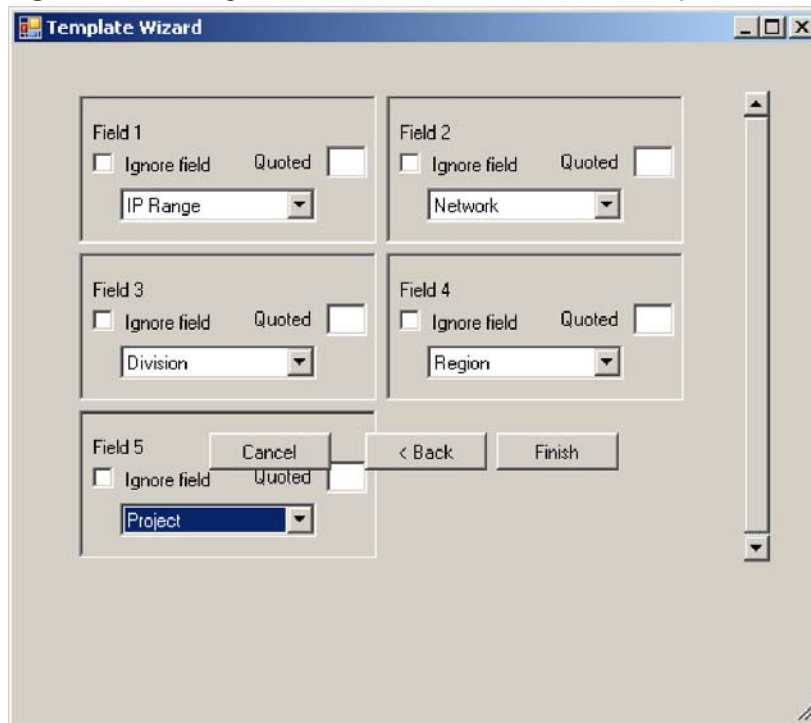 Template Wizard
Field 1
Ignore field Quoted
IP Range
Field 2
Ignore field Quoted
Network
Field 3
Ignore field Quoted
Division
Field 4
Ignore field Quoted
Region
Field 5
Ignore field Quoted
Project
Cancel < Back Finish